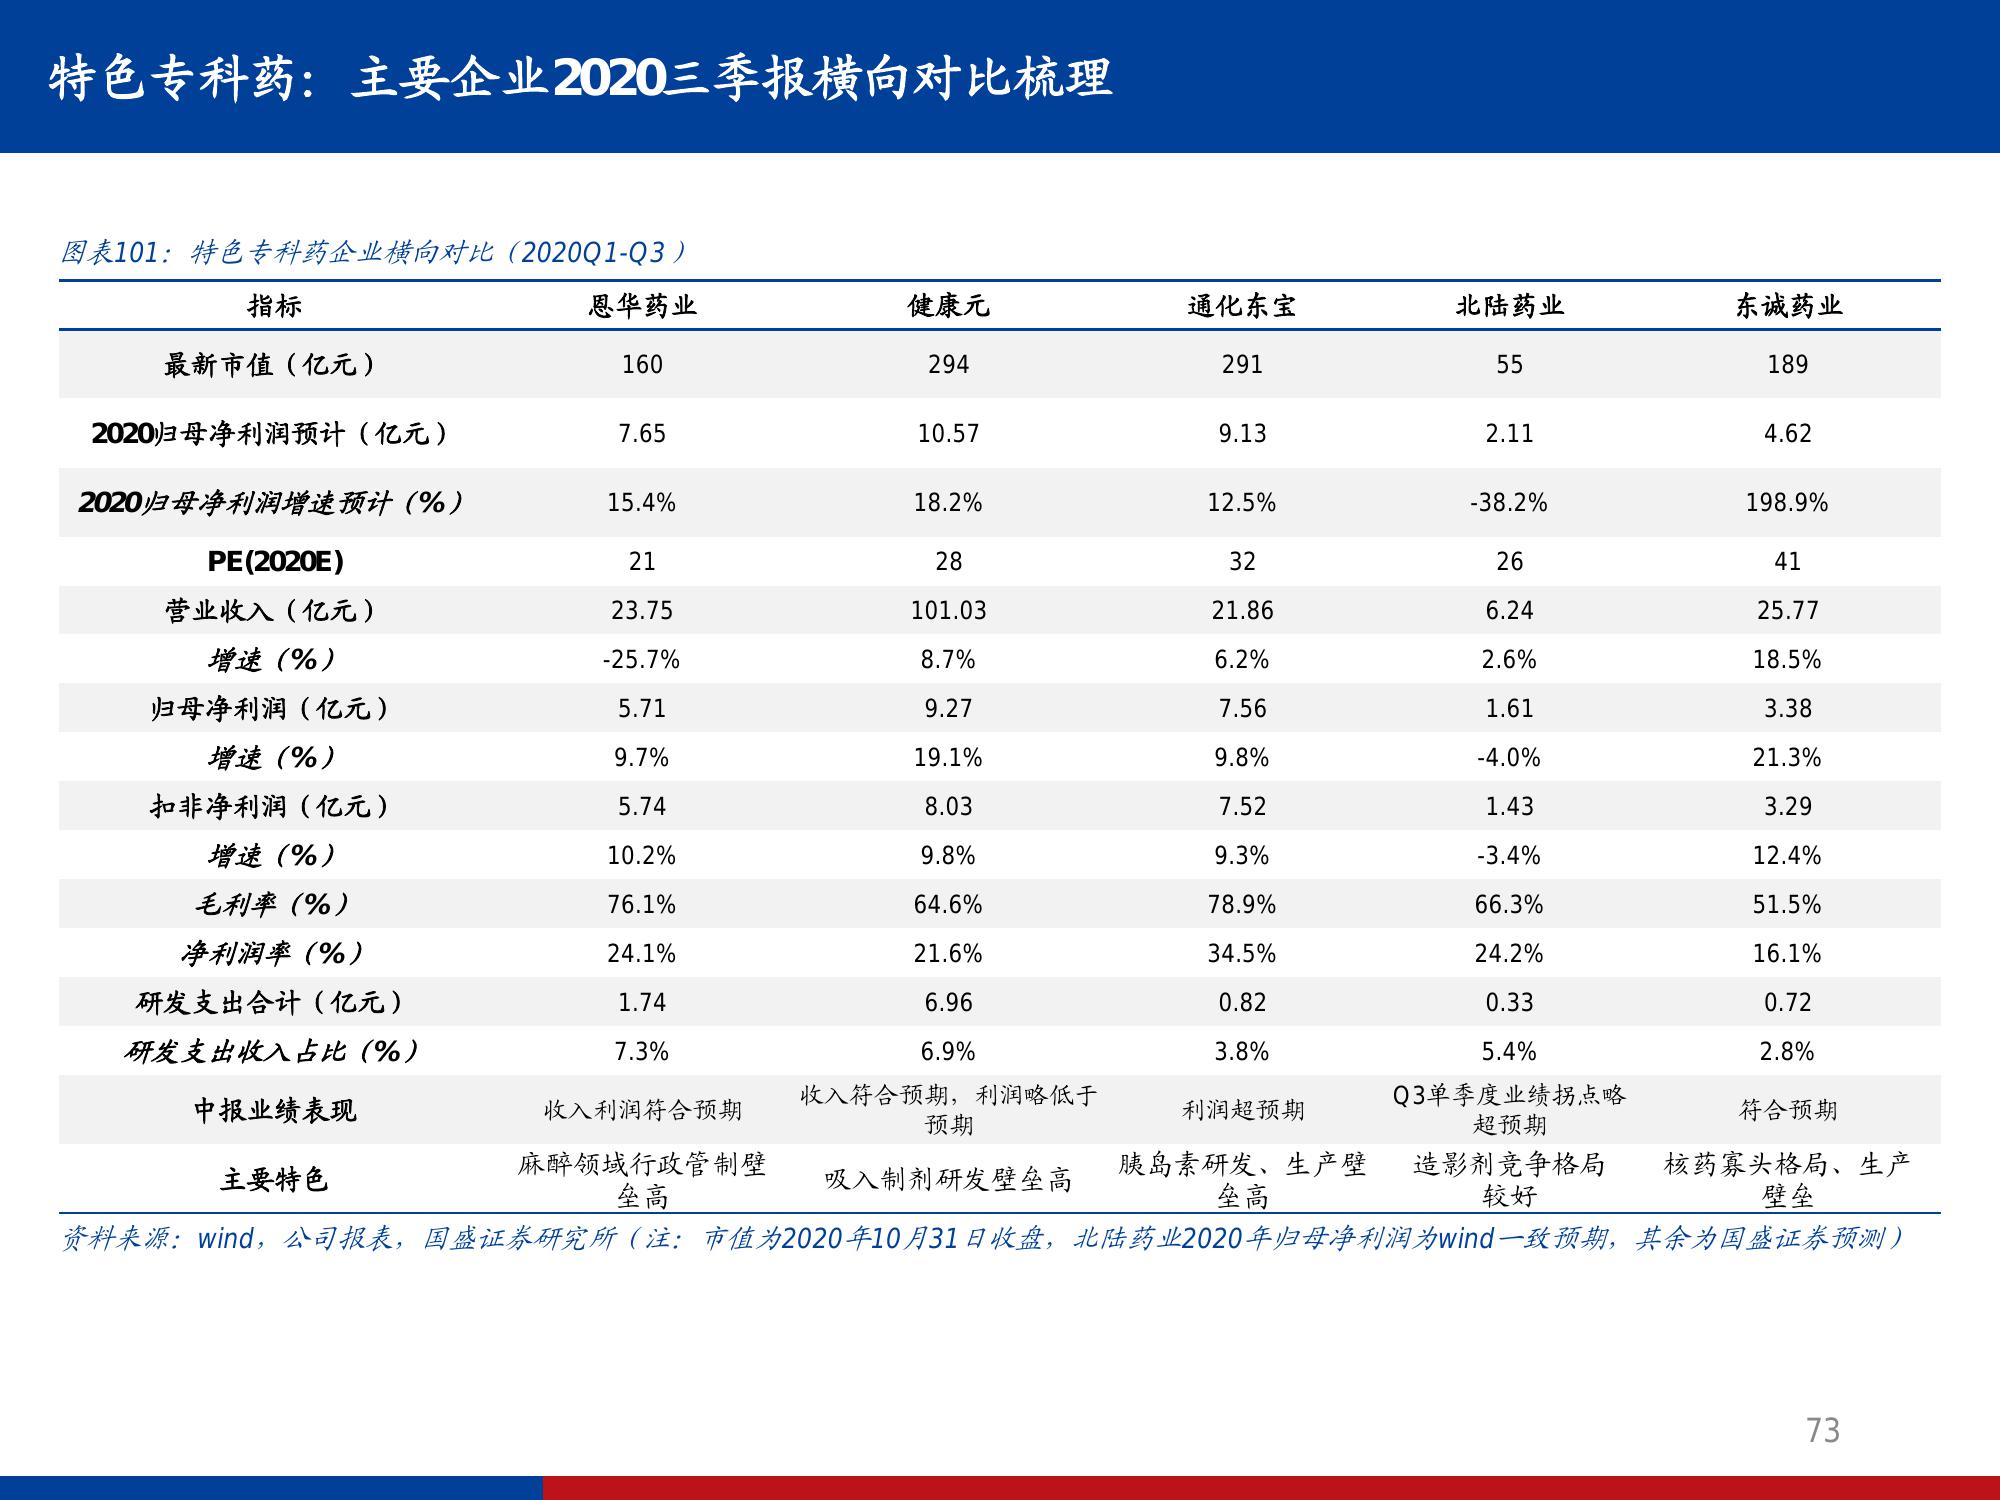 特色专科药：主要企业2020三季报横向对比梳理
图表101：特色专科药企业横向对比（2020Q1-Q3）
指标 恩华药业 健康元 通化东宝 北陆药业 东诚药业
最新市值（亿元） 160 294 291 55 189
2020归母净利润预计（亿元） 7.65 10.57 9.13 2.11 4.62
2020归母净利润增速预计（%） 15.4% 18.2% 12.5% -38.2% 198.9%
PE(2020E) 21 28 32 26 41
营业收入（亿元） 23.75 101.03 21.86 6.24 25.77
增速（%） -25.7% 8.7% 6.2% 2.6% 18.5%
归母净利润（亿元） 5.71 9.27 7.56 1.61 3.38
增速（%） 9.7% 19.1% 9.8% -4.0% 21.3%
扣非净利润（亿元） 5.74 8.03 7.52 1.43 3.29
增速（%） 10.2% 9.8% 9.3% -3.4% 12.4%
毛利率（%） 76.1% 64.6% 78.9% 66.3% 51.5%
净利润率（%） 24.1% 21.6% 34.5% 24.2% 16.1%
研发支出合计（亿元） 1.74 6.96 0.82 0.33 0.72
研发支出收入占比（%） 7.3% 6.9% 3.8% 5.4% 2.8%
中报业绩表现 收入利润符合预期 收入符合预期，利润略低于
预期 利润超预期 Q3单季度业绩拐点略
超预期 符合预期
主要特色 麻醉领域行政管制壁
垒高 吸入制剂研发壁垒高 胰岛素研发、生产壁
垒高 造影剂竞争格局
较好 核药寡头格局、生产
壁垒
资料来源：wind，公司报表，国盛证券研究所（注：市值为2020年10月31日收盘，北陆药业2020年归母净利润为wind一致预期，其余为国盛证券预测）
73